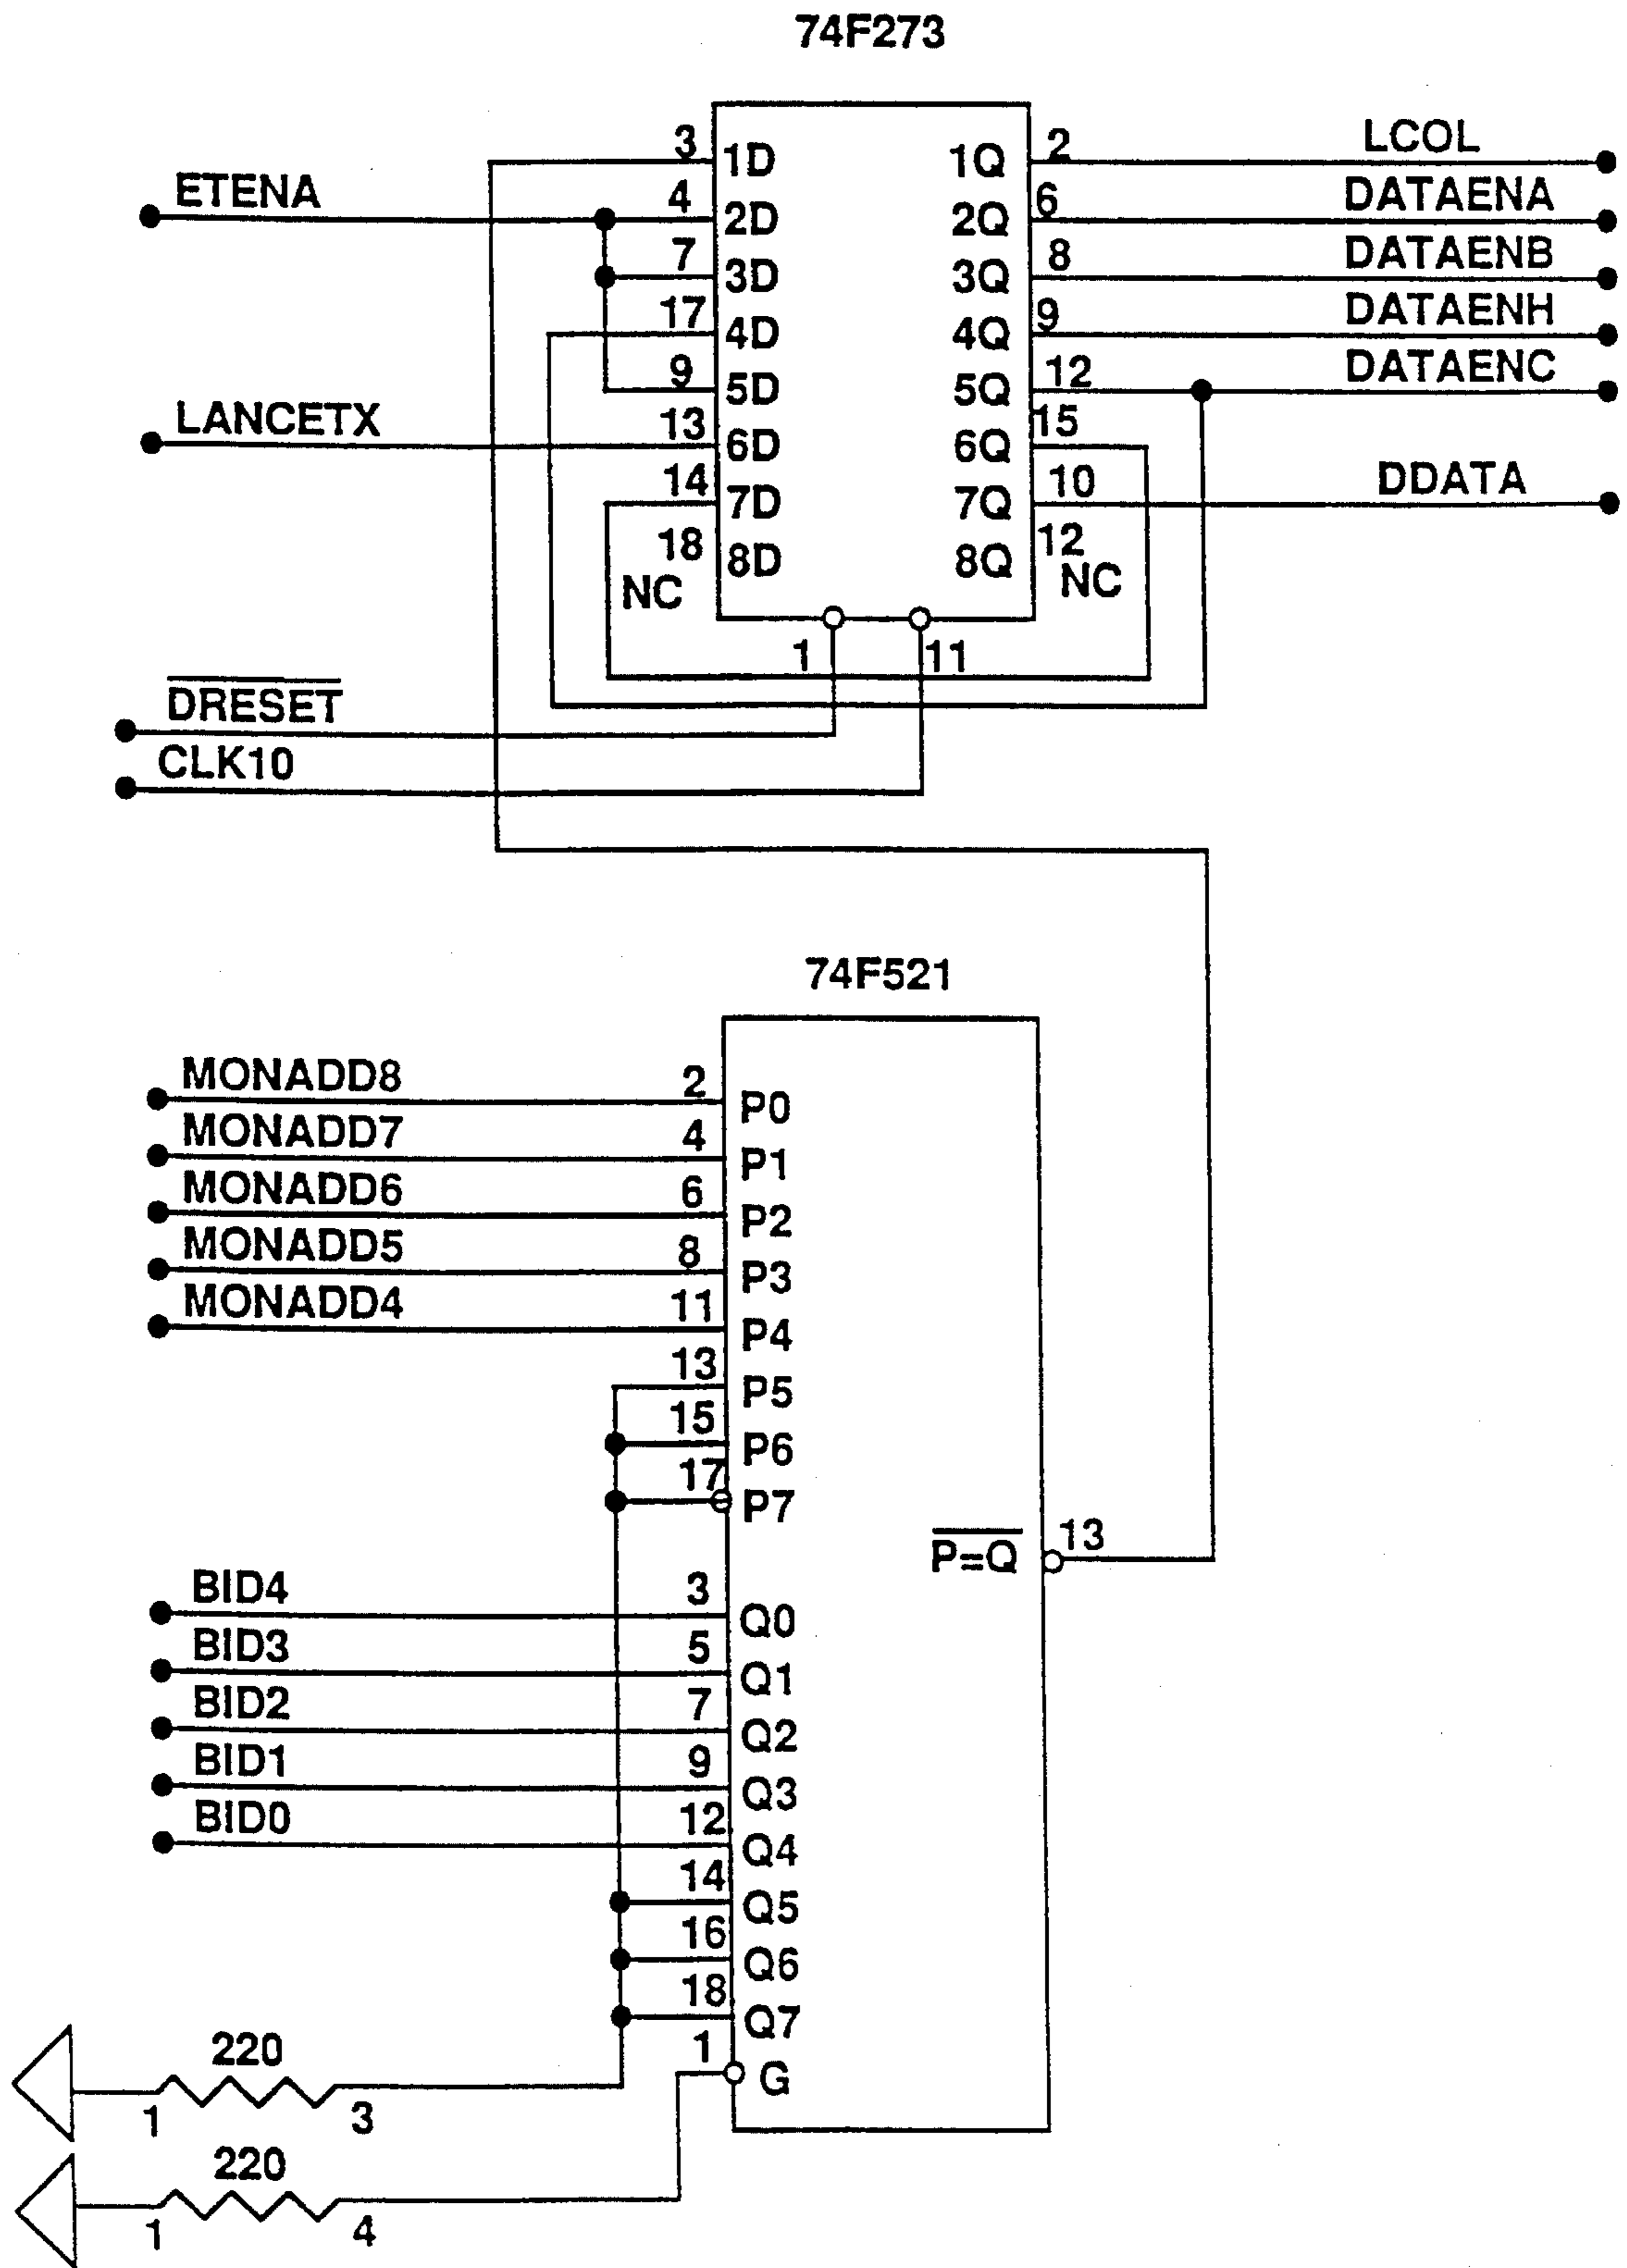 74F273
3 1D 1Q 2 LCOL
ETENA 4 2D 2Q 6 DATAENA
7 3D 3Q 8 DATAENB
17 4D 4Q 9 DATAENH
9 5D 5Q 12 DATAENC
LANCETX 13 6D 6Q 15
14 7D 7Q 10 DDATA
18 8D 8Q 12
NC NC
1 11
DRESET
CLK10
74F521
MONADD8 2 P0
MONADD7 4 P1
MONADD6 6 P2
MONADD5 8 P3
MONADD4 11 P4
13 P5
15 P6
17 P7
P=Q 13
BID4 3 Q0
BID3 5 Q1
BID2 7 Q2
BID1 9 Q3
BID0 12 Q4
14 Q5
16 Q6
18 Q7
1 G
220
1 3
220
1 4